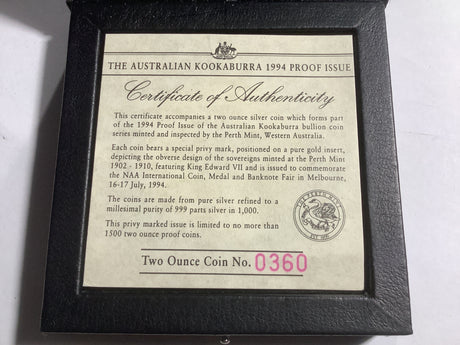 THE AUSTRALIAN KOOKABURRA 1994 PROOF ISSUE
Certificate of Authenticity
This certificate accompanies a two ounce silver coin which forms part
of the 1994 Proof Issue of the Australian Kookaburra bullion coin
series minted and inspected by the Perth Mint, Western Australia.
Each coin bears a special privy mark, positioned on a pure gold insert,
depicting the obverse design of the sovereigns minted at the Perth Mint
1902 - 1910, featuring King Edward VII and is issued to commemorate
the NAA International Coin, Medal and Banknote Fair in Melbourne,
16-17 July, 1994.
The coins are made from pure silver refined to a
millesimal purity of 999 parts silver in 1,000.
This privy marked issue is limited to no more than
1500 two ounce proof coins.
THE PERTH MINT
Two Ounce Coin No. 0360